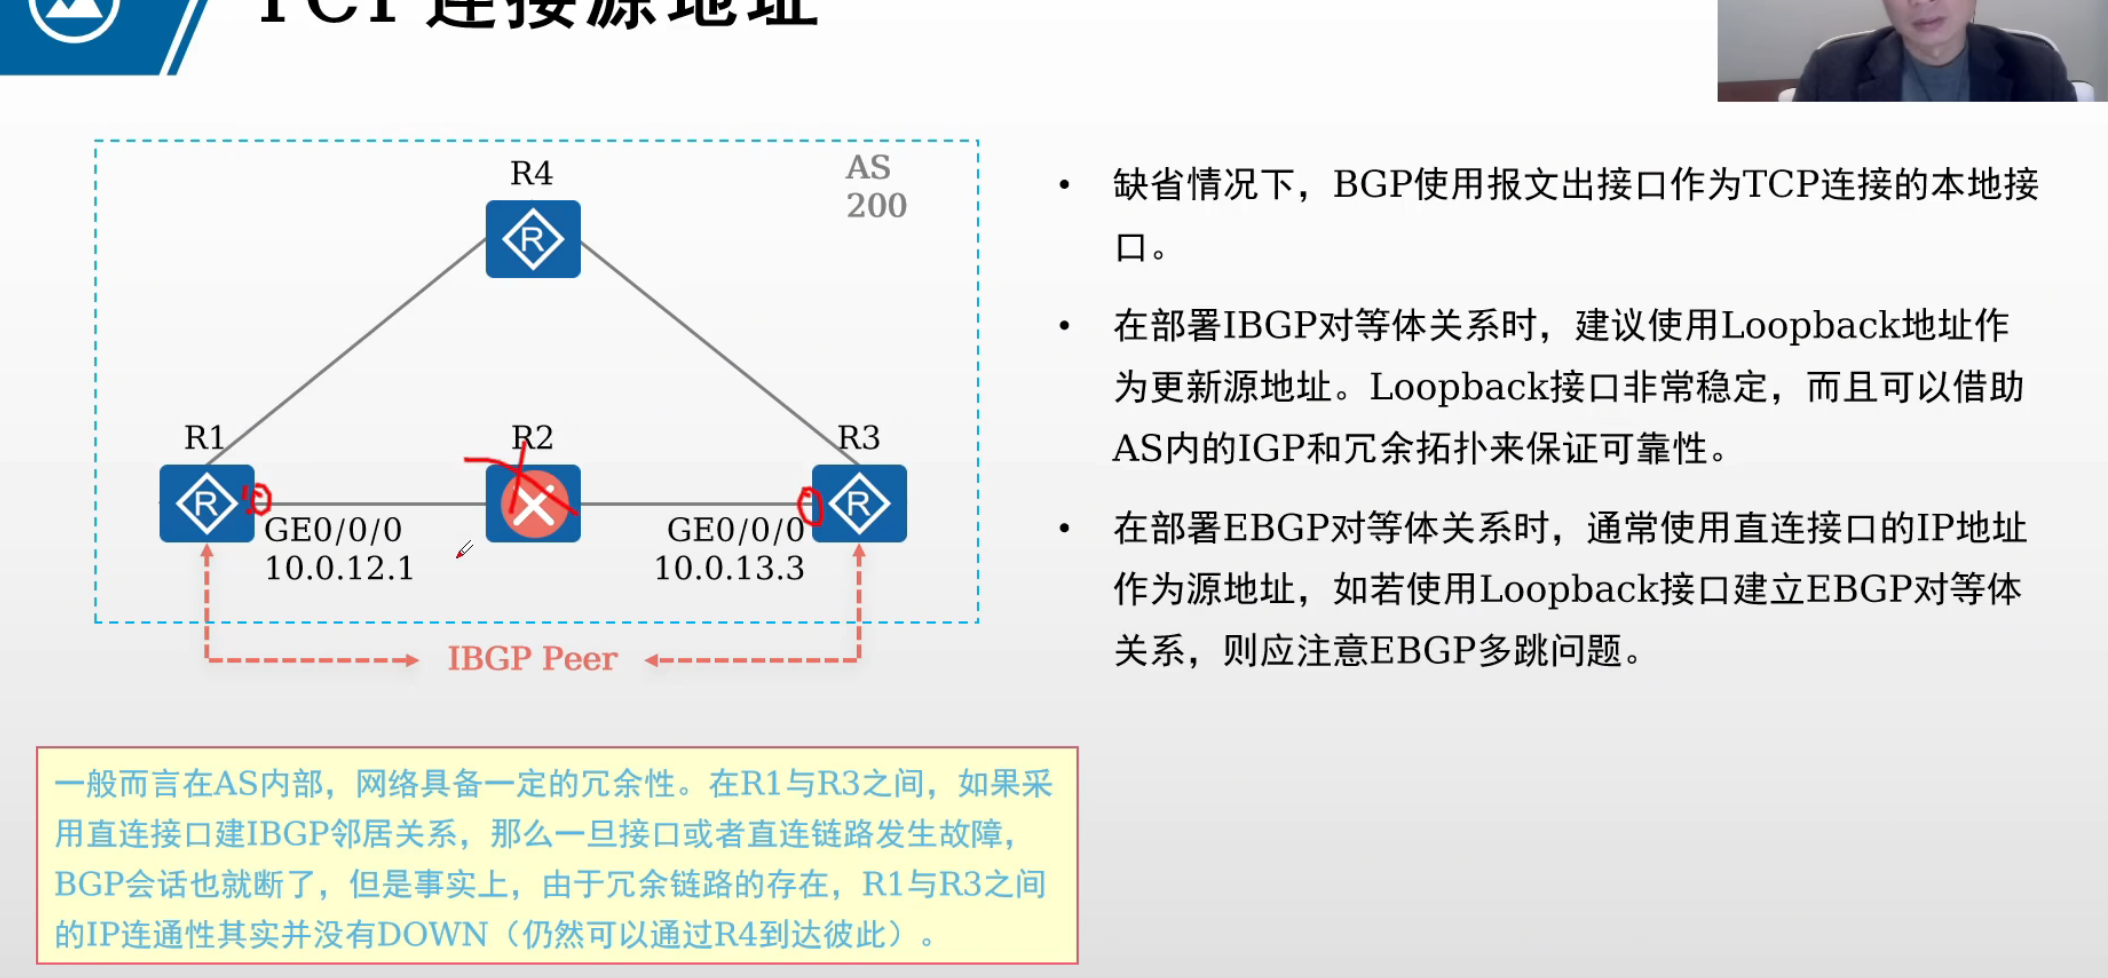 TCP连接源地址
R4
AS
200
R1
R2
R3
GE0/0/0
10.0.12.1
GE0/0/0
10.0.13.3
IBGP Peer
• 缺省情况下，BGP使用报文出接口作为TCP连接的本地接
口。
• 在部署IBGP对等体关系时，建议使用Loopback地址作
为更新源地址。Loopback接口非常稳定，而且可以借助
AS内的IGP和冗余拓扑来保证可靠性。
• 在部署EBGP对等体关系时，通常使用直连接口的IP地址
作为源地址，如若使用Loopback接口建立EBGP对等体
关系，则应注意EBGP多跳问题。
一般而言在AS内部，网络具备一定的冗余性。在R1与R3之间，如果采
用直连接口建IBGP邻居关系，那么一旦接口或者直连链路发生故障，
BGP会话也就断了，但是事实上，由于冗余链路的存在，R1与R3之间
的IP连通性其实并没有DOWN（仍然可以通过R4到达彼此）。